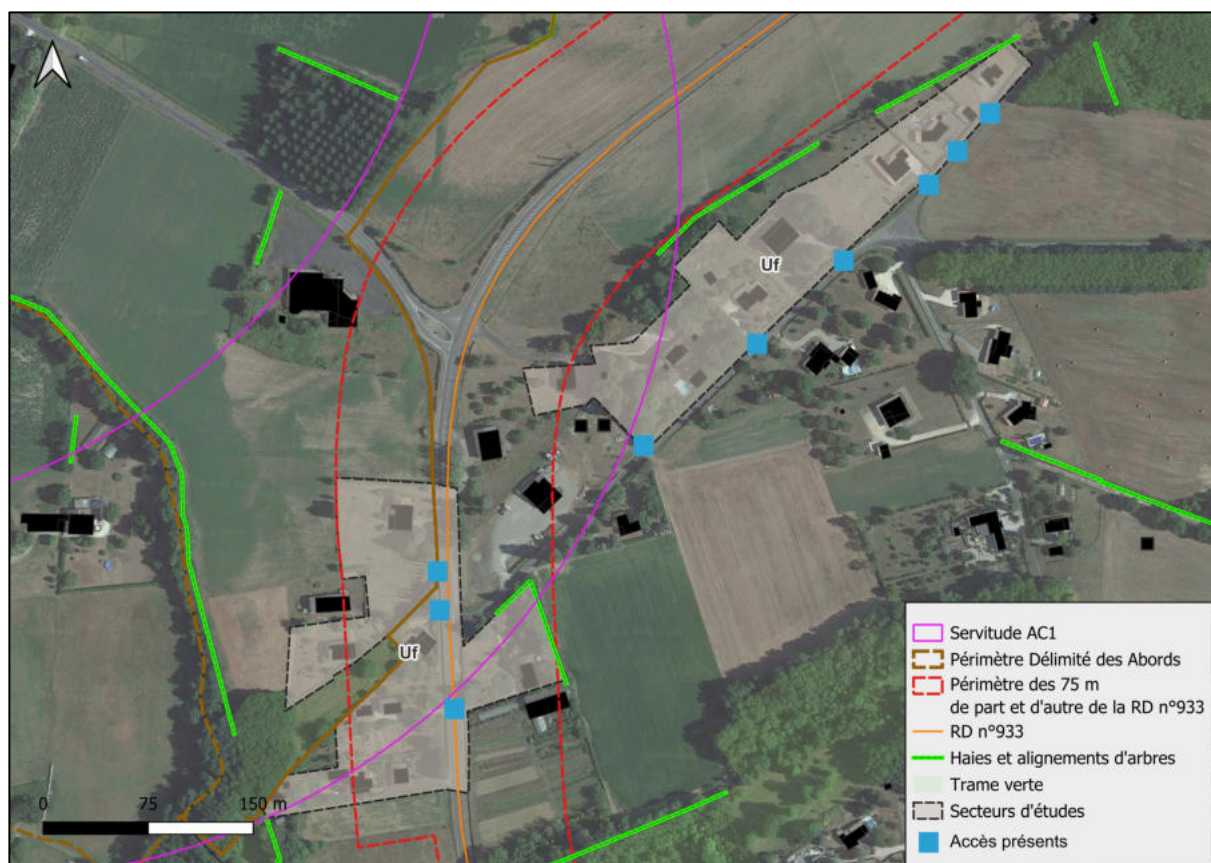 Uf
Uf
0 75 150 m
Servitude AC1
Périmètre Délimité des Abords
Périmètre des 75 m
de part et d'autre de la RD n°933
RD n°933
Haies et alignements d'arbres
Trame verte
Secteurs d'études
Accès présents